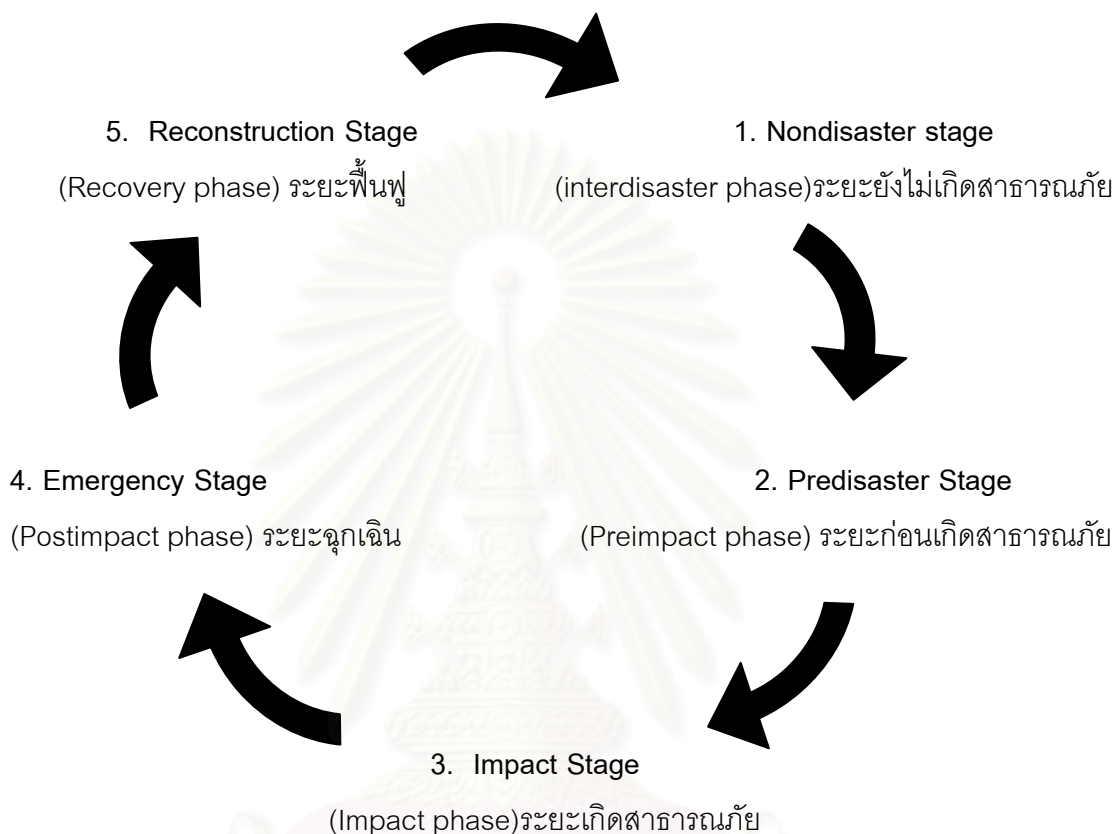 5. Reconstruction Stage
(Recovery phase) ระยะฟื้นฟู
1. Nondisaster stage
(interdisaster phase)ระยะยังไม่เกิดสาธารณภัย
2. Predisaster Stage
(Preimpact phase) ระยะก่อนเกิดสาธารณภัย
3. Impact Stage
(Impact phase)ระยะเกิดสาธารณภัย
4. Emergency Stage
(Postimpact phase) ระยะฉุกเฉิน